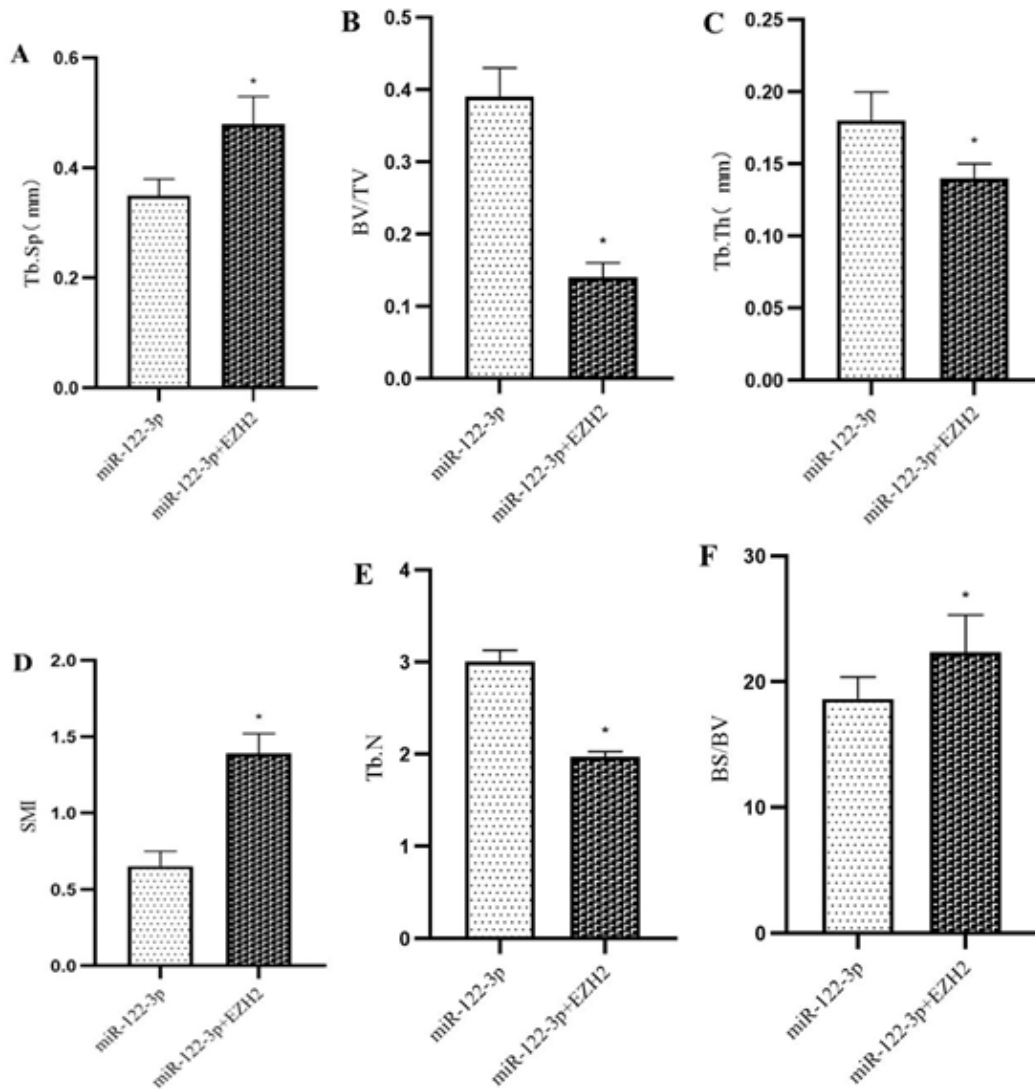 A
Tb.Sp( mm)
0.6
0.4
0.2
0.0
*
miR-122-3p
miR-122-3p+EZH2
B
BV/TV
0.5
0.4
0.3
0.2
0.1
0.0
*
miR-122-3p
miR-122-3p+EZH2
C
Tb.Th( mm)
0.25
0.20
0.15
0.10
0.05
0.00
*
miR-122-3p
miR-122-3p+EZH2
D
SMI
2.0
1.5
1.0
0.5
0.0
*
miR-122-3p
miR-122-3p+EZH2
E
Tb.N
4
3
2
1
0
*
miR-122-3p
miR-122-3p+EZH2
F
BS/BV
30
20
10
0
*
miR-122-3p
miR-122-3p+EZH2